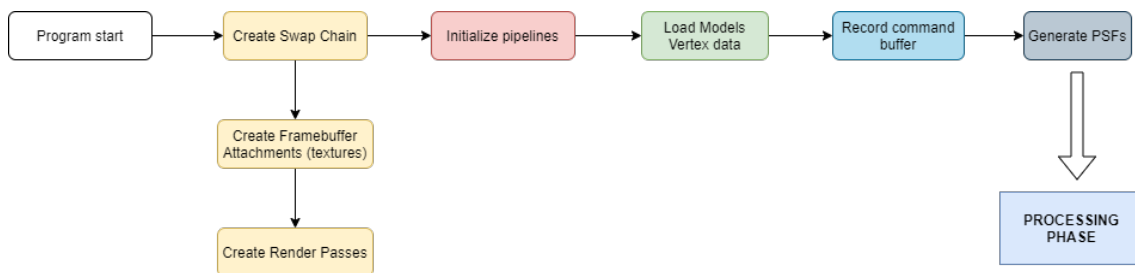 Program start
Create Swap Chain
Initialize pipelines
Load Models
Vertex data
Record command
buffer
Generate PSFs
Create Framebuffer
Attachments (textures)
Create Render Passes
PROCESSING
PHASE